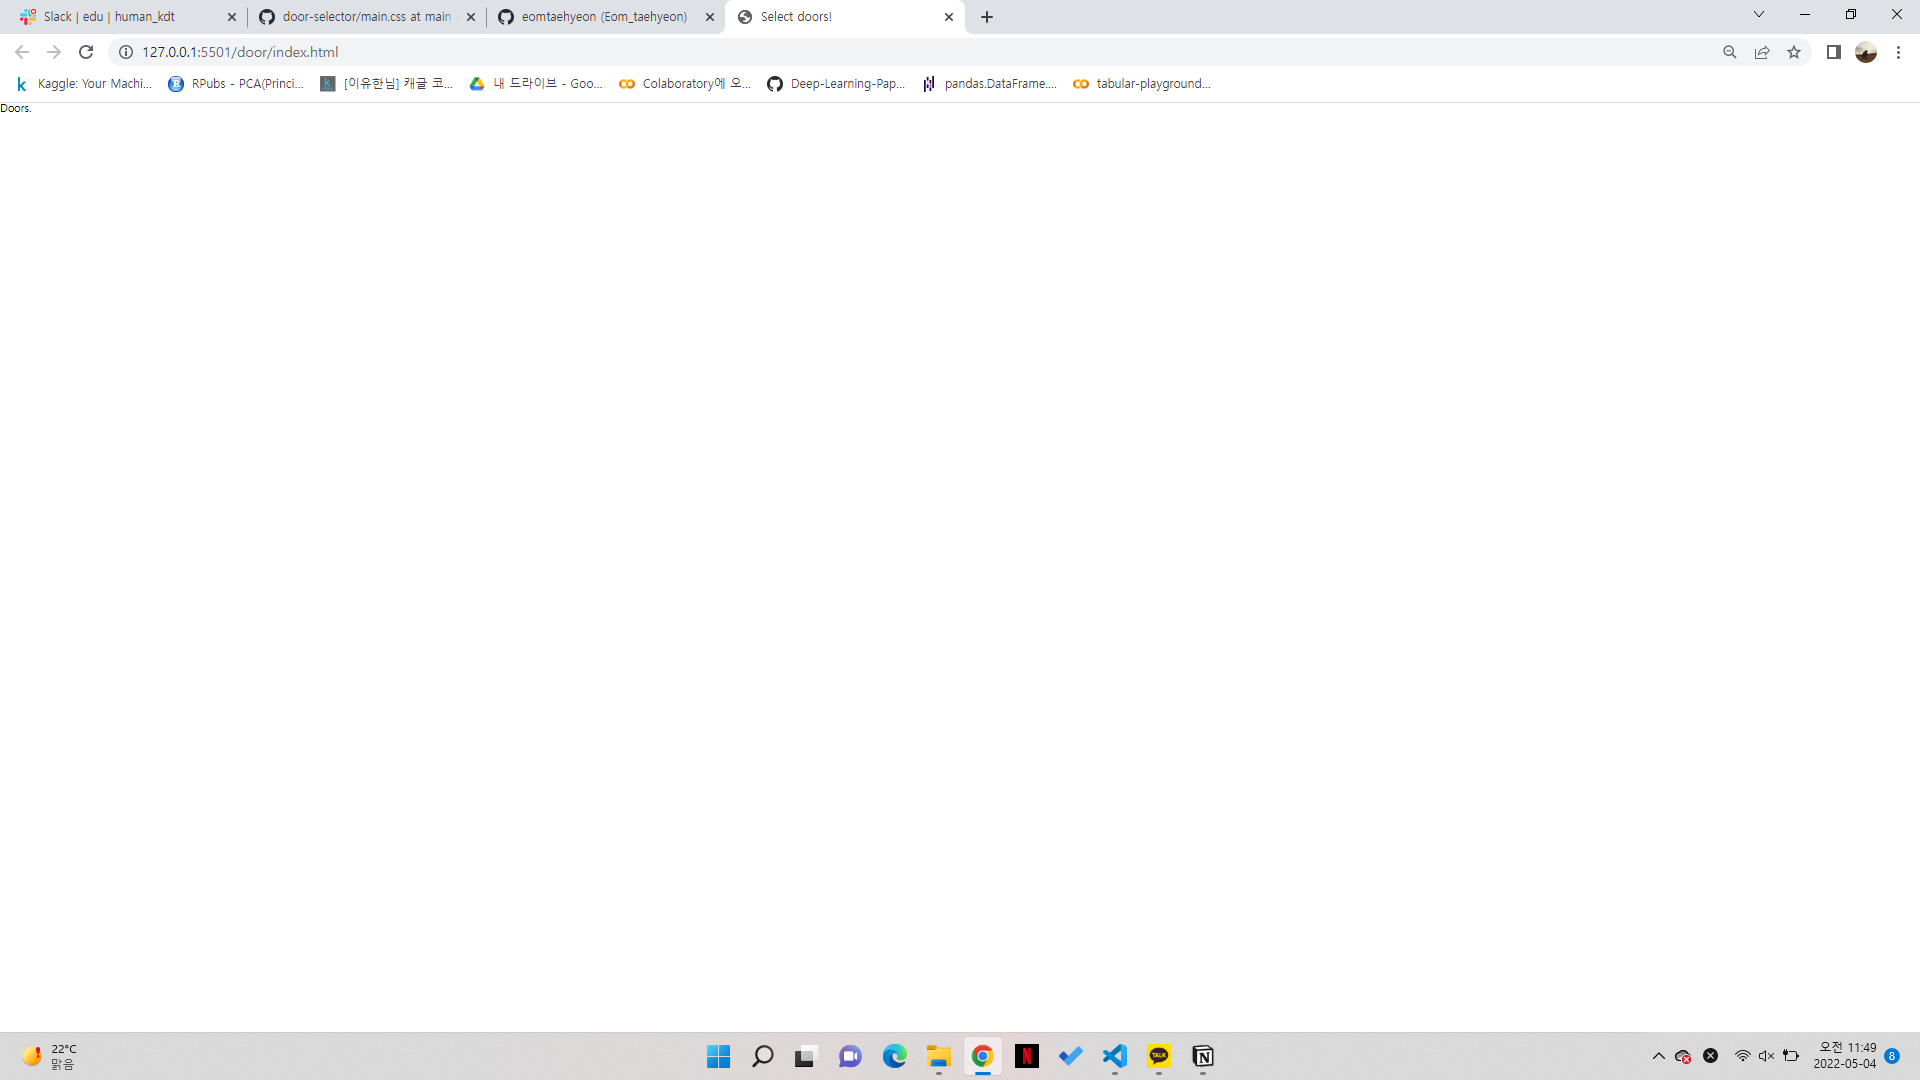 Slack | edu | human_kdt
door-selector/main.css at main
eomtaehyeon (Eom_taehyeon)
Select doors!
127.0.0.1:5501/door/index.html
Kaggle: Your Machi...
RPubs - PCA(Princi...
[이유한님] 캐글 코...
내 드라이브 - Goo...
Colaboratory에 오...
Deep-Learning-Pap...
pandas.DataFrame....
tabular-playground...
Doors.
22°C
맑음
N
TALK
오전 11:49
2022-05-04
8